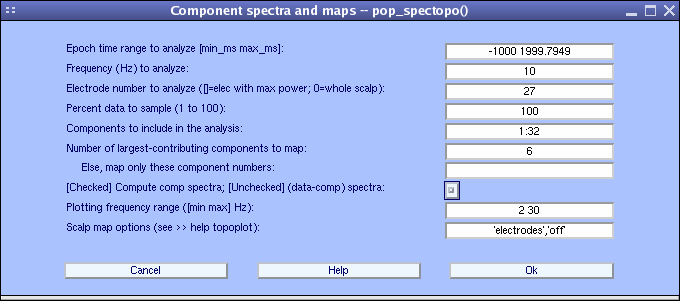 Component spectra and maps -- pop_spectopo()
Epoch time range to analyze [min_ms max_ms]: -1000 1999.7949
Frequency (Hz) to analyze: 10
Electrode number to analyze ([]=elec with max power; 0=whole scalp): 27
Percent data to sample (1 to 100): 100
Components to include in the analysis: 1:32
Number of largest-contributing components to map: 6
Else, map only these component numbers:
[Checked] Compute comp spectra; [Unchecked] (data-comp) spectra:
Plotting frequency range ([min max] Hz): 2 30
Scalp map options (see >> help topoplot): 'electrodes','off'
Cancel Help Ok